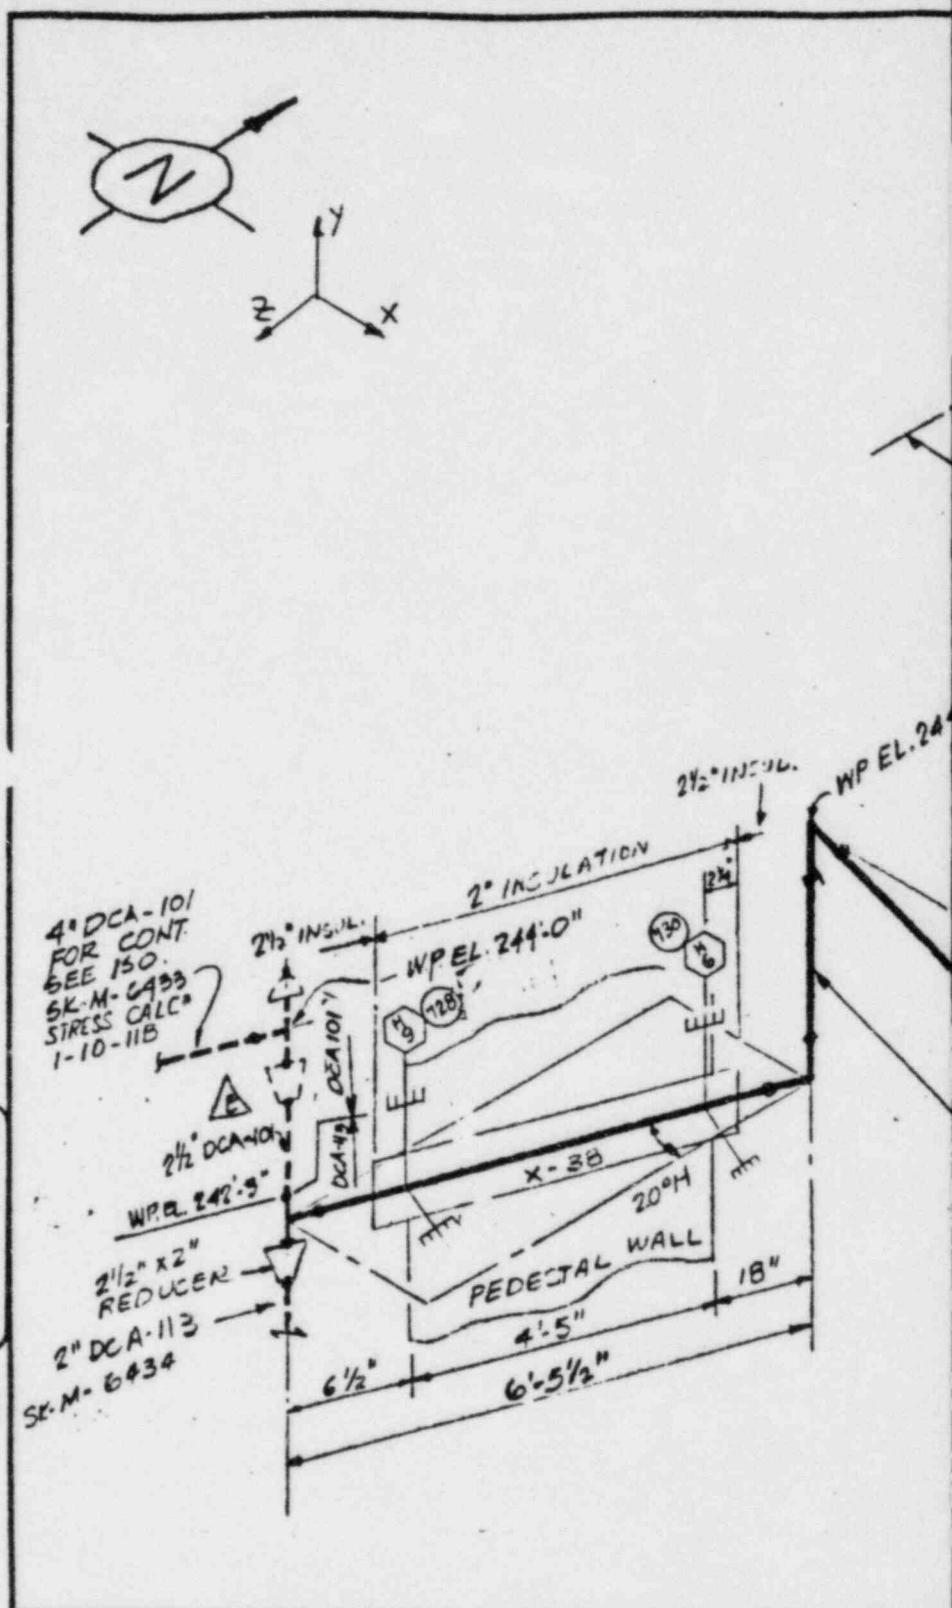 N
Y
Z
X
WP EL. 244
2½" INSUL.
2" INSULATION
2¼"
4" DCA-101
FOR CONT.
SEE ISO.
SK-M-6433
STRESS CALC#
1-10-11B
2½" INSUL.
WP EL. 244'-0"
730
H6
728
H9
DCA 101
DCA-113
2½" DCA-101
WP. EL. 242'-9"
X-38
20°H
2½" x 2"
REDUCER
PEDESTAL WALL
2" DCA-113
SK-M-6434
18"
4'-5"
6½"
6'-5½"